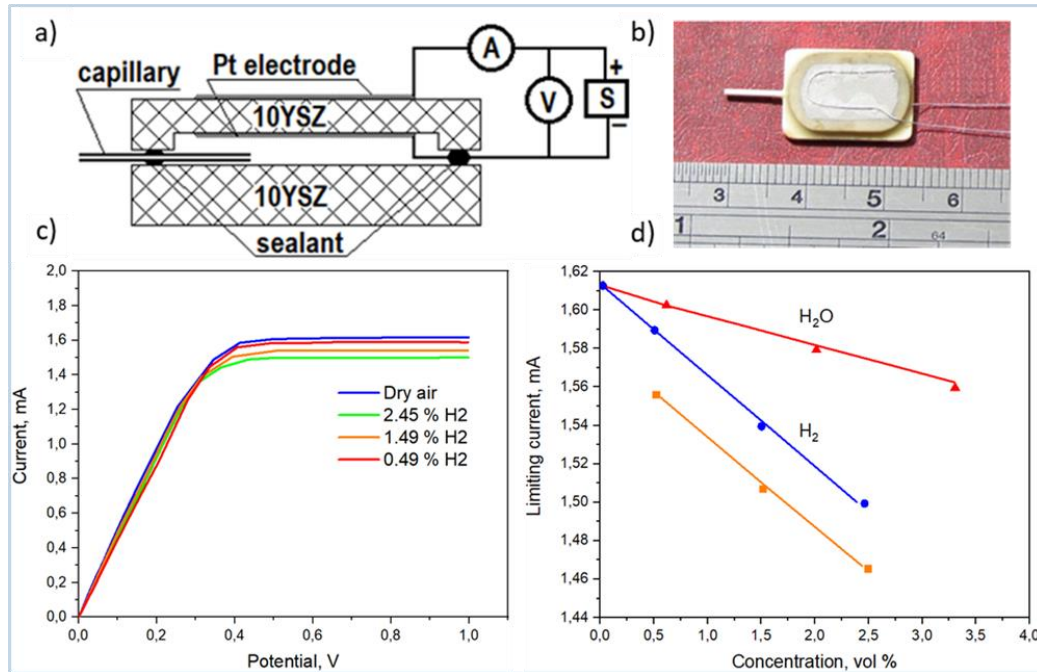 a)
capillary
Pt electrode
10YSZ
10YSZ
sealant
A
V
+
S
–
b)
3 4 5 6
1 2 64
c)
2,0
1,8
1,6
1,4
1,2
1,0
0,8
0,6
0,4
0,2
0,0
Current, mA
Dry air
2.45 % H2
1.49 % H2
0.49 % H2
0,0 0,2 0,4 0,6 0,8 1,0
Potential, V
d)
1,62
1,60
1,58
1,56
1,54
1,52
1,50
1,48
1,46
1,44
Limiting current, mA
H₂O
H₂
0,0 0,5 1,0 1,5 2,0 2,5 3,0 3,5 4,0
Concentration, vol %